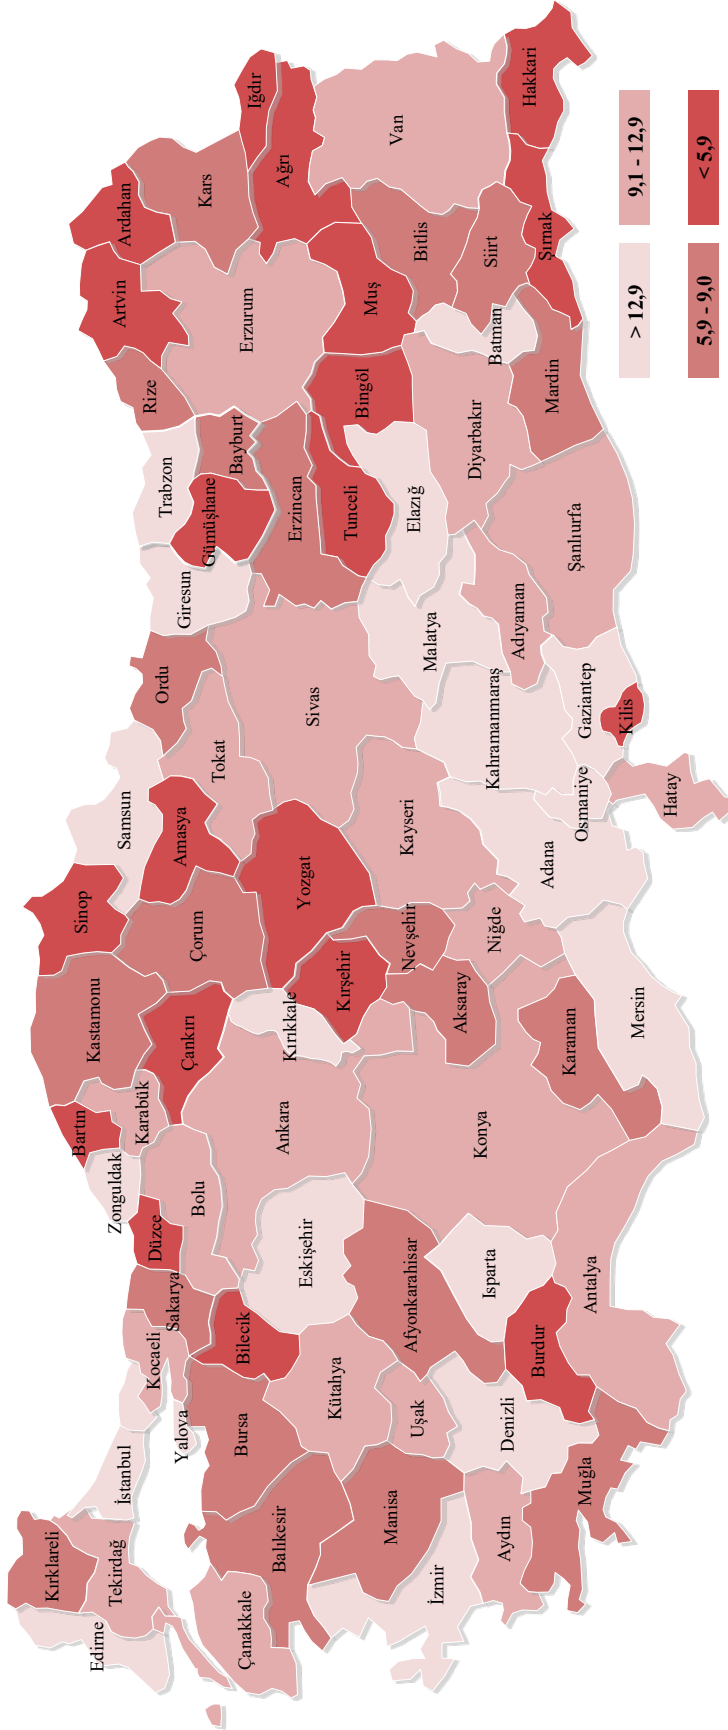 Kırklareli
Edirne
Tekirdağ
İstanbul
Çanakkale
Yalova
Kocaeli
Sakarya
Düzce
Zonguldak
Bartın
Karabük
Kastamonu
Sinop
Bolu
Çankırı
Çorum
Samsun
Amasya
Tokat
Ordu
Giresun
Trabzon
Gümüşhane
Bayburt
Rize
Artvin
Ardahan
Kars
Iğdır
Ağrı
Erzurum
Erzincan
Balıkesir
Bursa
Bilecik
Kütahya
Eskişehir
Ankara
Kırıkkale
Kırşehir
Yozgat
Sivas
Tunceli
Bingöl
Muş
Bitlis
Van
Hakkari
Şırnak
Siirt
Batman
Mardin
Diyarbakır
Elazığ
Malatya
Manisa
İzmir
Uşak
Afyonkarahisar
Aydın
Denizli
Muğla
Burdur
Isparta
Antalya
Konya
Aksaray
Nevşehir
Niğde
Kayseri
Karaman
Mersin
Adana
Osmaniye
Kahramanmaraş
Hatay
Gaziantep
Kilis
Adıyaman
Şanlıurfa
> 12,9
9,1 - 12,9
5,9 - 9,0
< 5,9